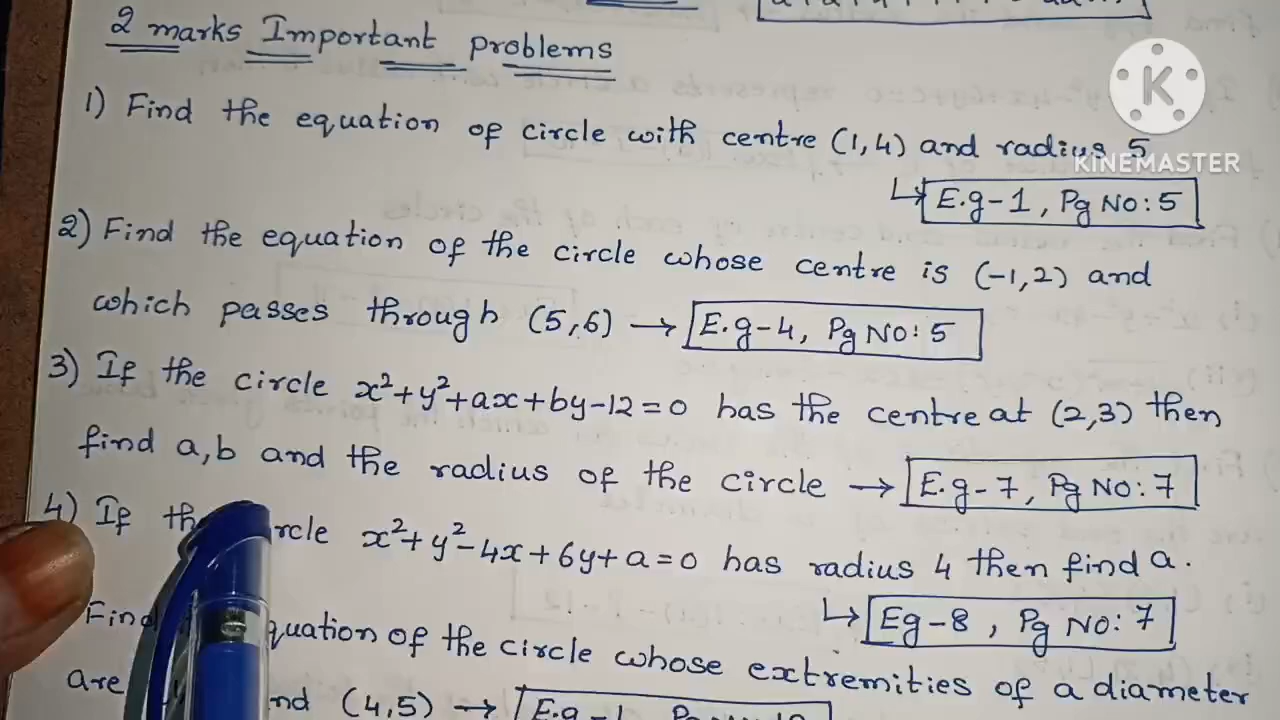 2 marks Important problems
1) Find the equation of circle with centre (1,4) and radius 5
K
KINEMASTER
↳ E.g-1, Pg No: 5
2) Find the equation of the circle whose centre is (-1,2) and
which passes through (5,6) → E.g-4, Pg No: 5
3) If the circle x²+y²+ax+by-12=0 has the centre at (2,3) then
find a,b and the radius of the circle → E.g-7, Pg No: 7
4) If the circle x²+y²-4x+6y+a=0 has radius 4 then find a.
↳ Eg-8, Pg No: 7
Find quation of the circle whose extremities of a diameter
are nd (4,5) → E.g-1